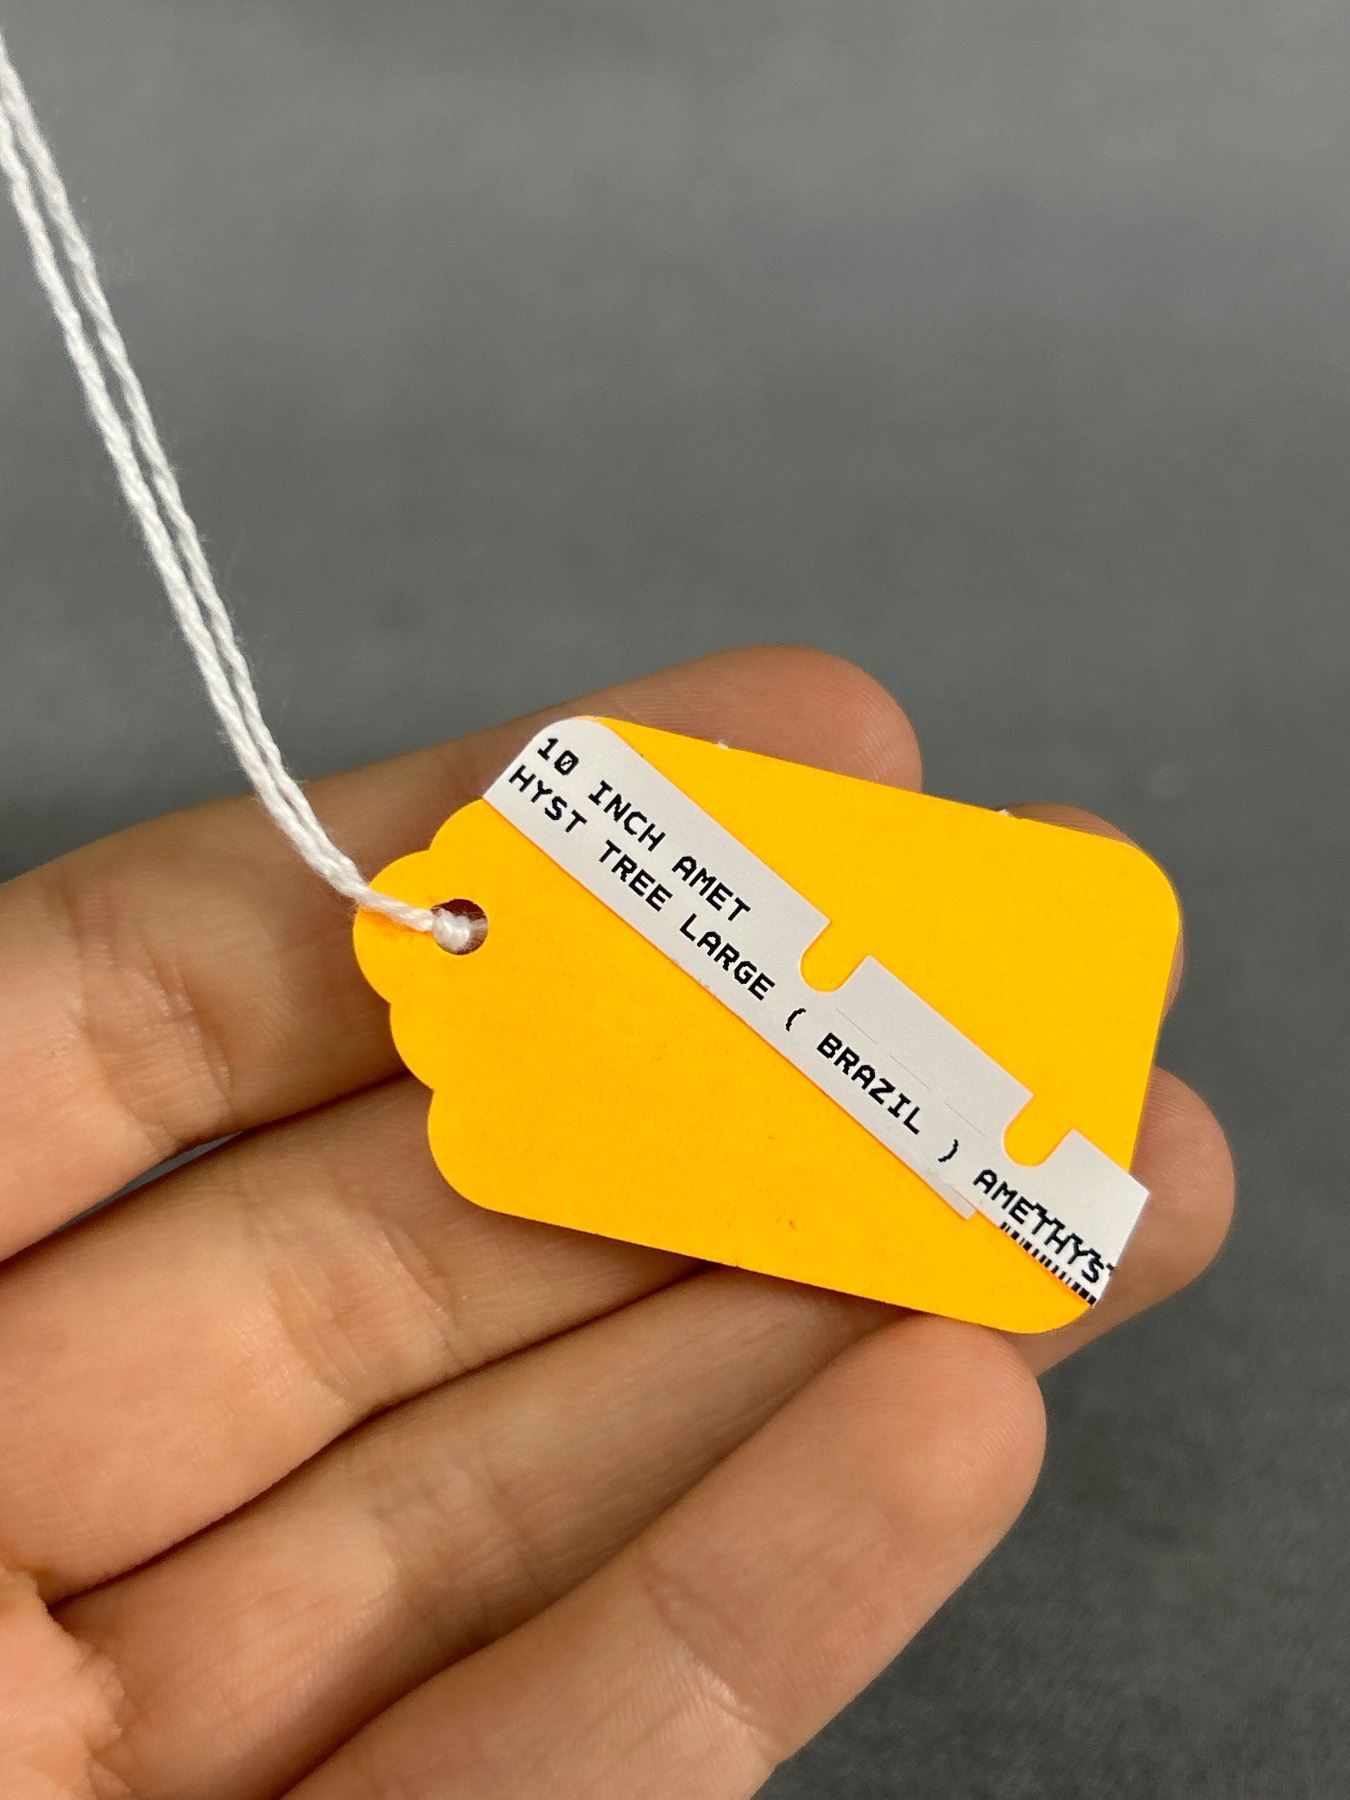 10 INCH AMET
HYST TREE LARGE ( BRAZIL ) AMETHYST